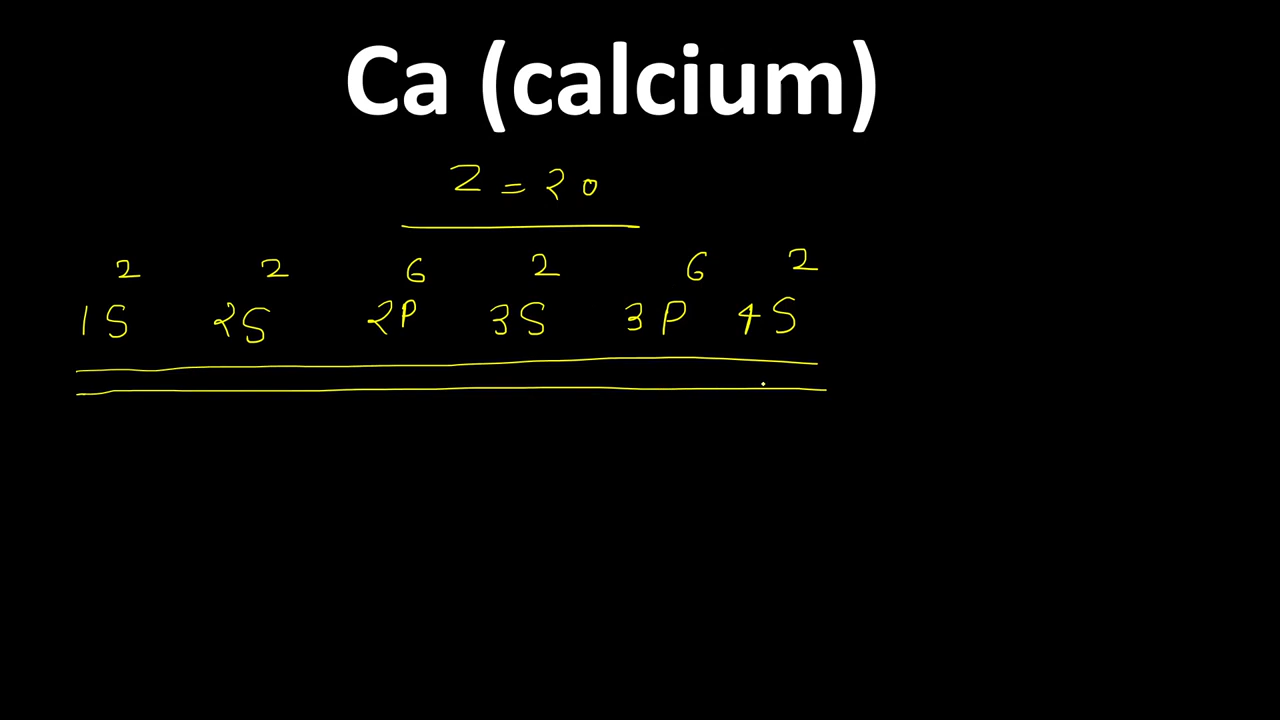 Ca (calcium)
Z = 20
1S² 2S² 2P⁶ 3S² 3P⁶ 4S²